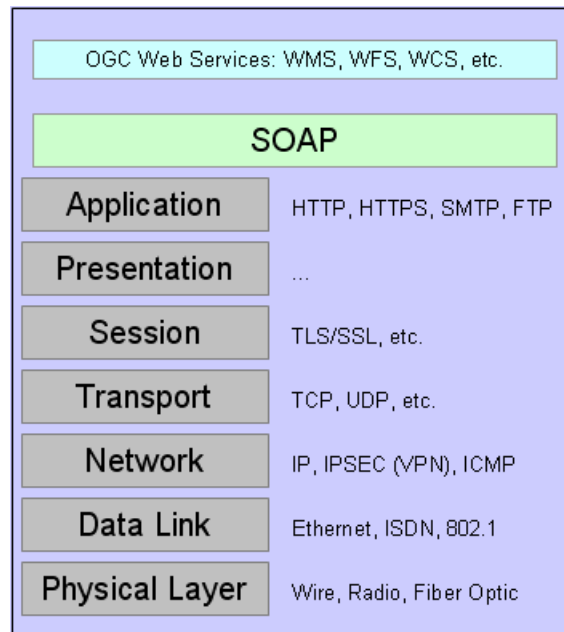 OGC Web Services: WMS, WFS, WCS, etc.
SOAP
Application HTTP, HTTPS, SMTP, FTP
Presentation ...
Session TLS/SSL, etc.
Transport TCP, UDP, etc.
Network IP, IPSEC (VPN), ICMP
Data Link Ethernet, ISDN, 802.1
Physical Layer Wire, Radio, Fiber Optic